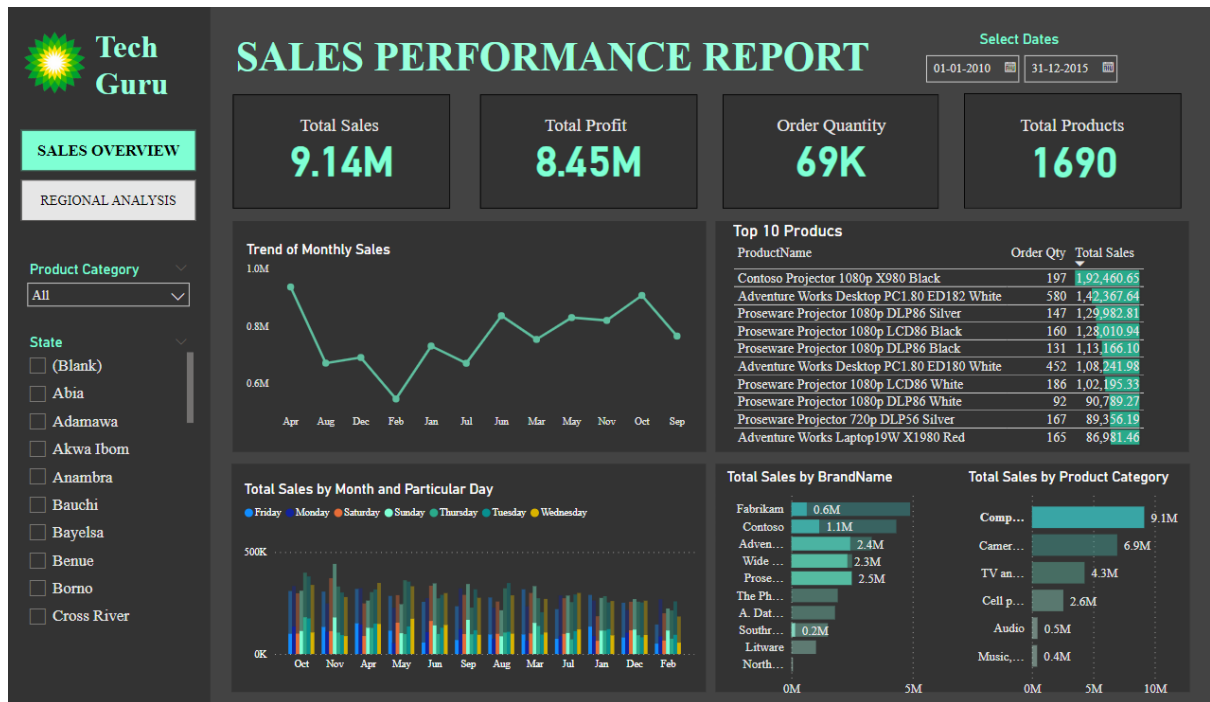 Tech
Guru
SALES PERFORMANCE REPORT
Select Dates
01-01-2010 31-12-2015
SALES OVERVIEW
REGIONAL ANALYSIS
Product Category
All
State
(Blank)
Abia
Adamawa
Akwa Ibom
Anambra
Bauchi
Bayelsa
Benue
Borno
Cross River
Total Sales
9.14M
Total Profit
8.45M
Order Quantity
69K
Total Products
1690
Trend of Monthly Sales
1.0M
0.8M
0.6M
Apr Aug Dec Feb Jan Jul Jun Mar May Nov Oct Sep
Top 10 Producs
ProductName Order Qty Total Sales
Contoso Projector 1080p X980 Black 197 1,92,460.65
Adventure Works Desktop PC1.80 ED182 White 580 1,42,367.64
Proseware Projector 1080p DLP86 Silver 147 1,29,982.81
Proseware Projector 1080p LCD86 Black 160 1,28,010.94
Proseware Projector 1080p DLP86 Black 131 1,13,166.10
Adventure Works Desktop PC1.80 ED180 White 452 1,08,241.98
Proseware Projector 1080p LCD86 White 186 1,02,195.33
Proseware Projector 1080p DLP86 White 92 90,789.27
Proseware Projector 720p DLP56 Silver 167 89,356.19
Adventure Works Laptop19W X1980 Red 165 86,981.46
Total Sales by Month and Particular Day
Friday Monday Saturday Sunday Thursday Tuesday Wednesday
500K
0K
Oct Nov Apr May Jun Sep Aug Mar Jul Jan Dec Feb
Total Sales by BrandName
Fabrikam 0.6M
Contoso 1.1M
Adven... 2.4M
Wide ... 2.3M
Prose... 2.5M
The Ph...
A. Dat...
Southr... 0.2M
Litware
North...
0M 5M
Total Sales by Product Category
Comp... 9.1M
Camer... 6.9M
TV an... 4.3M
Cell p... 2.6M
Audio 0.5M
Music,... 0.4M
0M 5M 10M